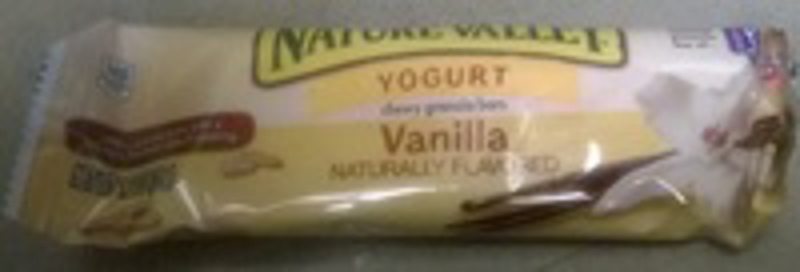 NATURE VALLEY
YOGURT
chewy granola bars
Vanilla
NATURALLY FLAVORED